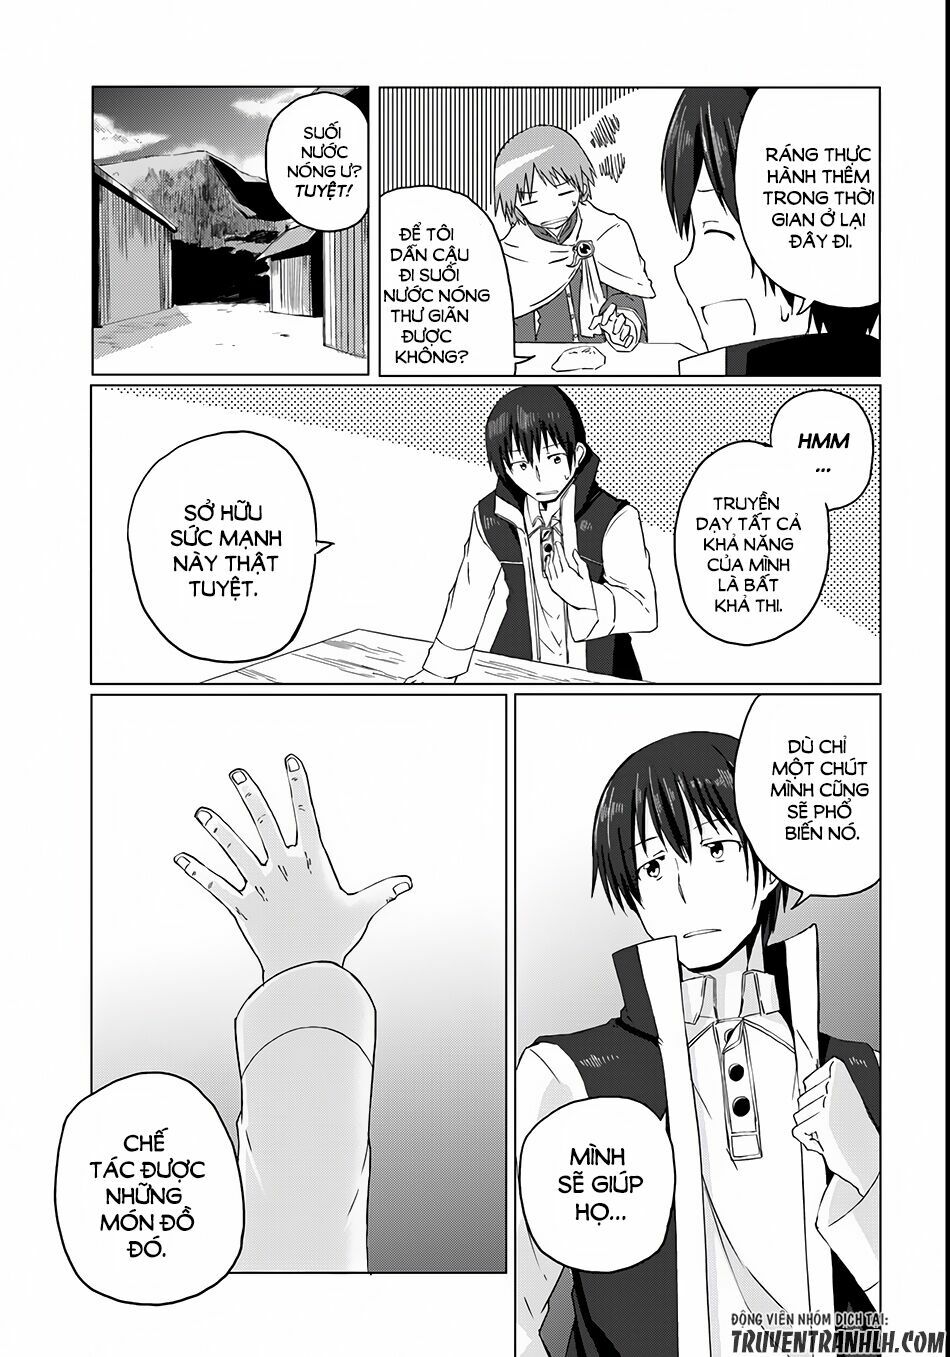 RÁNG THỰC
HÀNH THÊM
TRONG THỜI
GIAN Ở LẠI
ĐÂY ĐI.
ĐỂ TÔI
DẪN CẬU
ĐI SUỐI
NƯỚC NÓNG
THƯ GIÃN
ĐƯỢC
KHÔNG?
SUỐI
NƯỚC
NÓNG Ư?
TUYỆT!
HMM
...
TRUYỀN
DẠY TẤT CẢ
KHẢ NĂNG
CỦA MÌNH
LÀ BẤT
KHẢ THI.
SỞ HỮU
SỨC MẠNH
NÀY THẬT
TUYỆT.
DÙ CHỈ
MỘT CHÚT
MÌNH CŨNG
SẼ PHỔ
BIẾN NÓ.
MÌNH
SẼ GIÚP
HỌ...
CHẾ
TÁC ĐƯỢC
NHỮNG
MÓN ĐỒ
ĐÓ.
ĐỘNG VIÊN NHÓM DỊCH TẠI:
TRUYENTRANHLH.COM